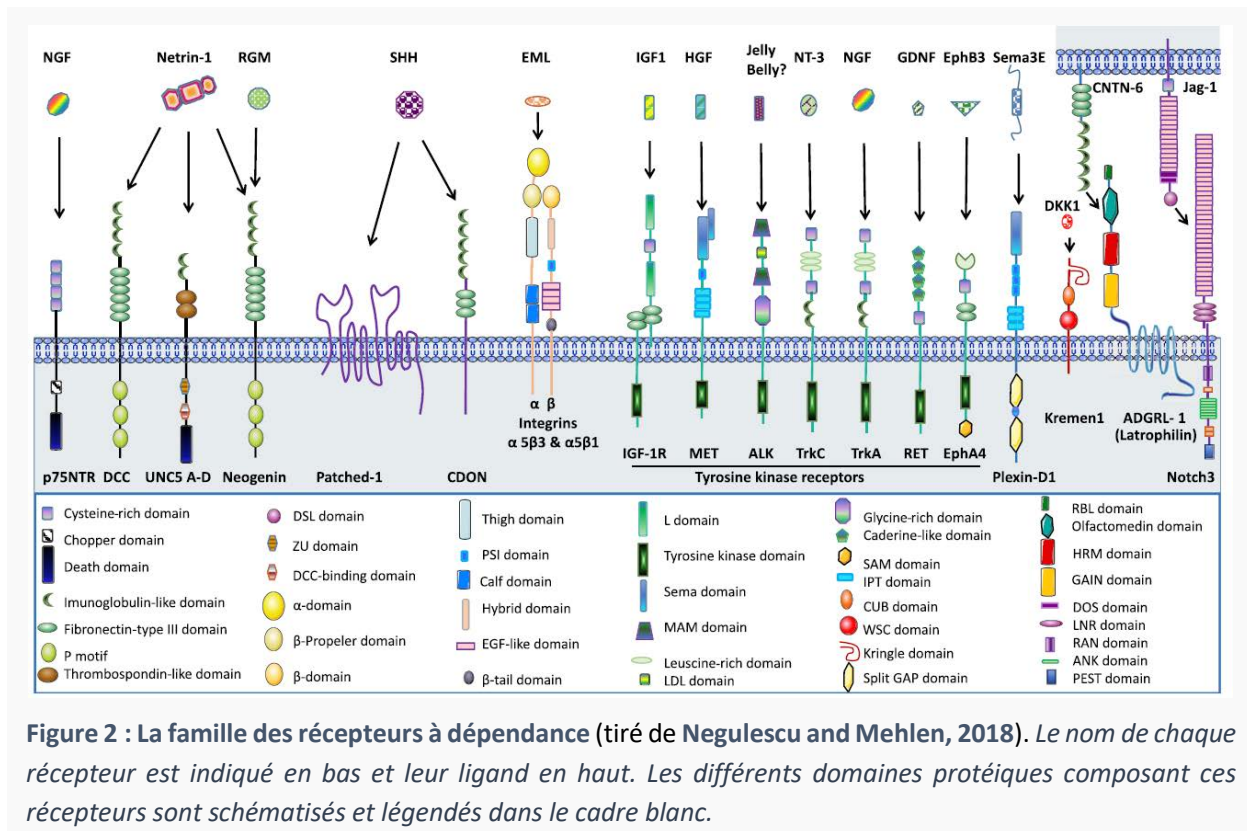 NGF Netrin-1 RGM SHH EML IGF1 HGF Jelly Belly? NT-3 NGF GDNF EphB3 Sema3E
CNTN-6 Jag-1
DKK1
α β
Integrins
α 5β3 & α5β1
Kremen1 ADGRL- 1
(Latrophilin)
IGF-1R MET ALK TrkC TrkA RET EphA4
p75NTR DCC UNC5 A-D Neogenin Patched-1 CDON Tyrosine kinase receptors Plexin-D1 Notch3
Cysteine-rich domain
Chopper domain
Death domain
Imunoglobulin-like domain
Fibronectin-type III domain
P motif
Thrombospondin-like domain
DSL domain
ZU domain
DCC-binding domain
α-domain
β-Propeler domain
β-domain
Thigh domain
PSI domain
Calf domain
Hybrid domain
EGF-like domain
β-tail domain
L domain
Tyrosine kinase domain
Sema domain
MAM domain
Leuscine-rich domain
LDL domain
Glycine-rich domain
Caderine-like domain
SAM domain
IPT domain
CUB domain
WSC domain
Kringle domain
Split GAP domain
RBL domain
Olfactomedin domain
HRM domain
GAIN domain
DOS domain
LNR domain
RAN domain
ANK domain
PEST domain
Figure 2 : La famille des récepteurs à dépendance (tiré de Negulescu and Mehlen, 2018). Le nom de chaque
récepteur est indiqué en bas et leur ligand en haut. Les différents domaines protéiques composant ces
récepteurs sont schématisés et légendés dans le cadre blanc.